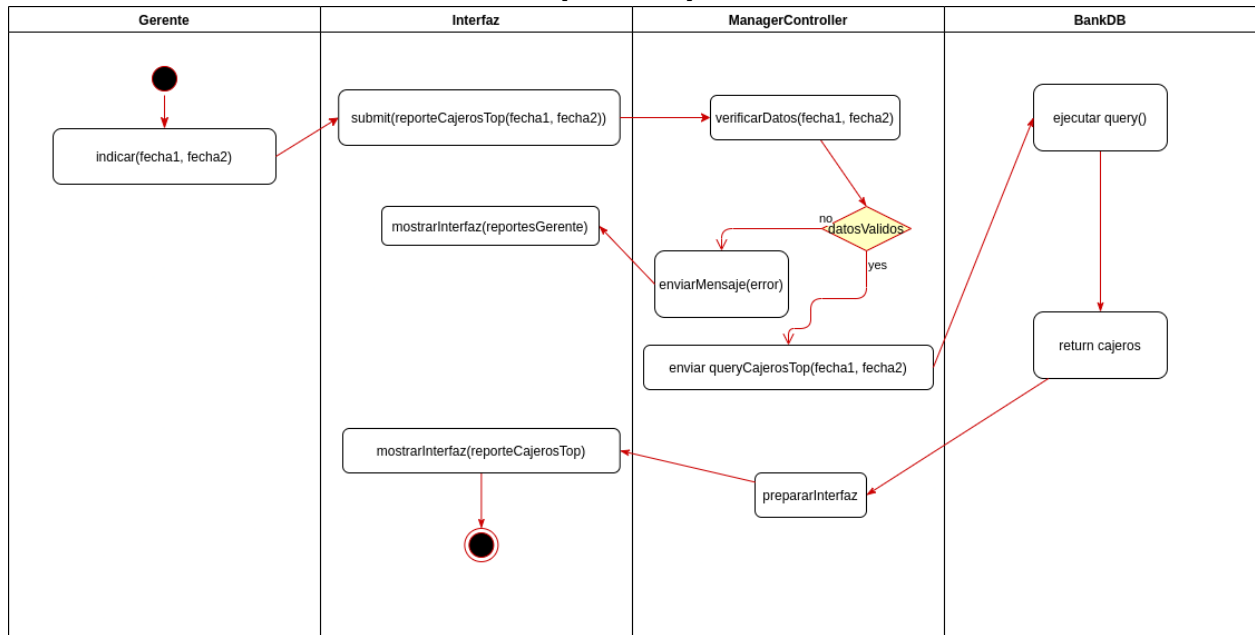 Gerente
Interfaz
ManagerController
BankDB
indicar(fecha1, fecha2)
submit(reporteCajerosTop(fecha1, fecha2))
verificarDatos(fecha1, fecha2)
ejecutar query()
mostrarInterfaz(reportesGerente)
no
datosValidos
yes
enviarMensaje(error)
enviar queryCajerosTop(fecha1, fecha2)
return cajeros
mostrarInterfaz(reporteCajerosTop)
prepararInterfaz